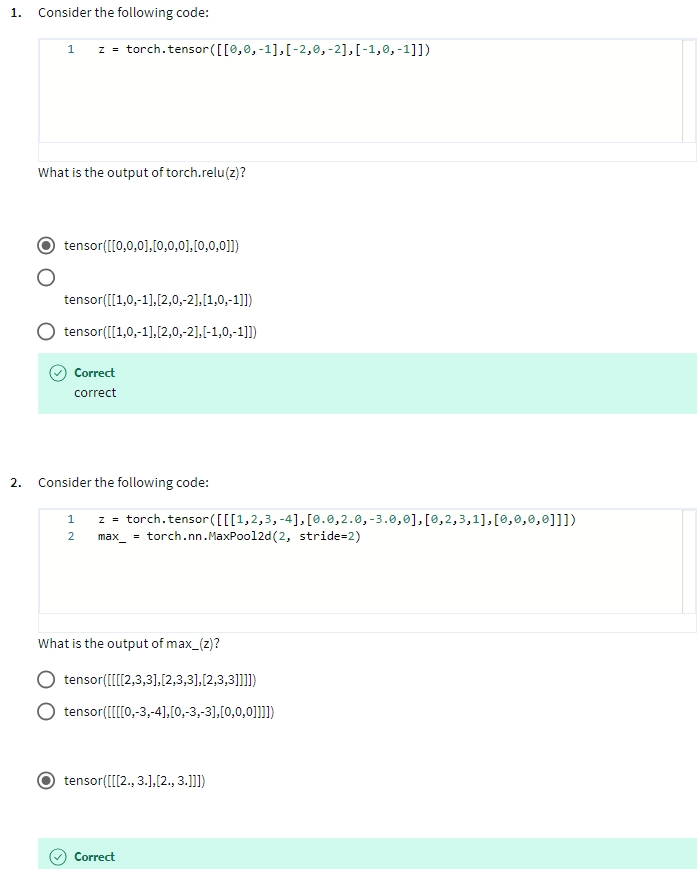 1. Consider the following code:
1 z = torch.tensor([[0,0,-1],[-2,0,-2],[-1,0,-1]])
What is the output of torch.relu(z)?
tensor([[0,0,0],[0,0,0],[0,0,0]])
tensor([[1,0,-1],[2,0,-2],[1,0,-1]])
tensor([[1,0,-1],[2,0,-2],[-1,0,-1]])
Correct
correct
2. Consider the following code:
1 z = torch.tensor([[[1,2,3,-4],[0.0,2.0,-3.0,0],[0,2,3,1],[0,0,0,0]]])
2 max_ = torch.nn.MaxPool2d(2, stride=2)
What is the output of max_(z)?
tensor([[[[2,3,3],[2,3,3],[2,3,3]]]])
tensor([[[[0,-3,-4],[0,-3,-3],[0,0,0]]]])
tensor([[[2., 3.],[2., 3.]]])
Correct